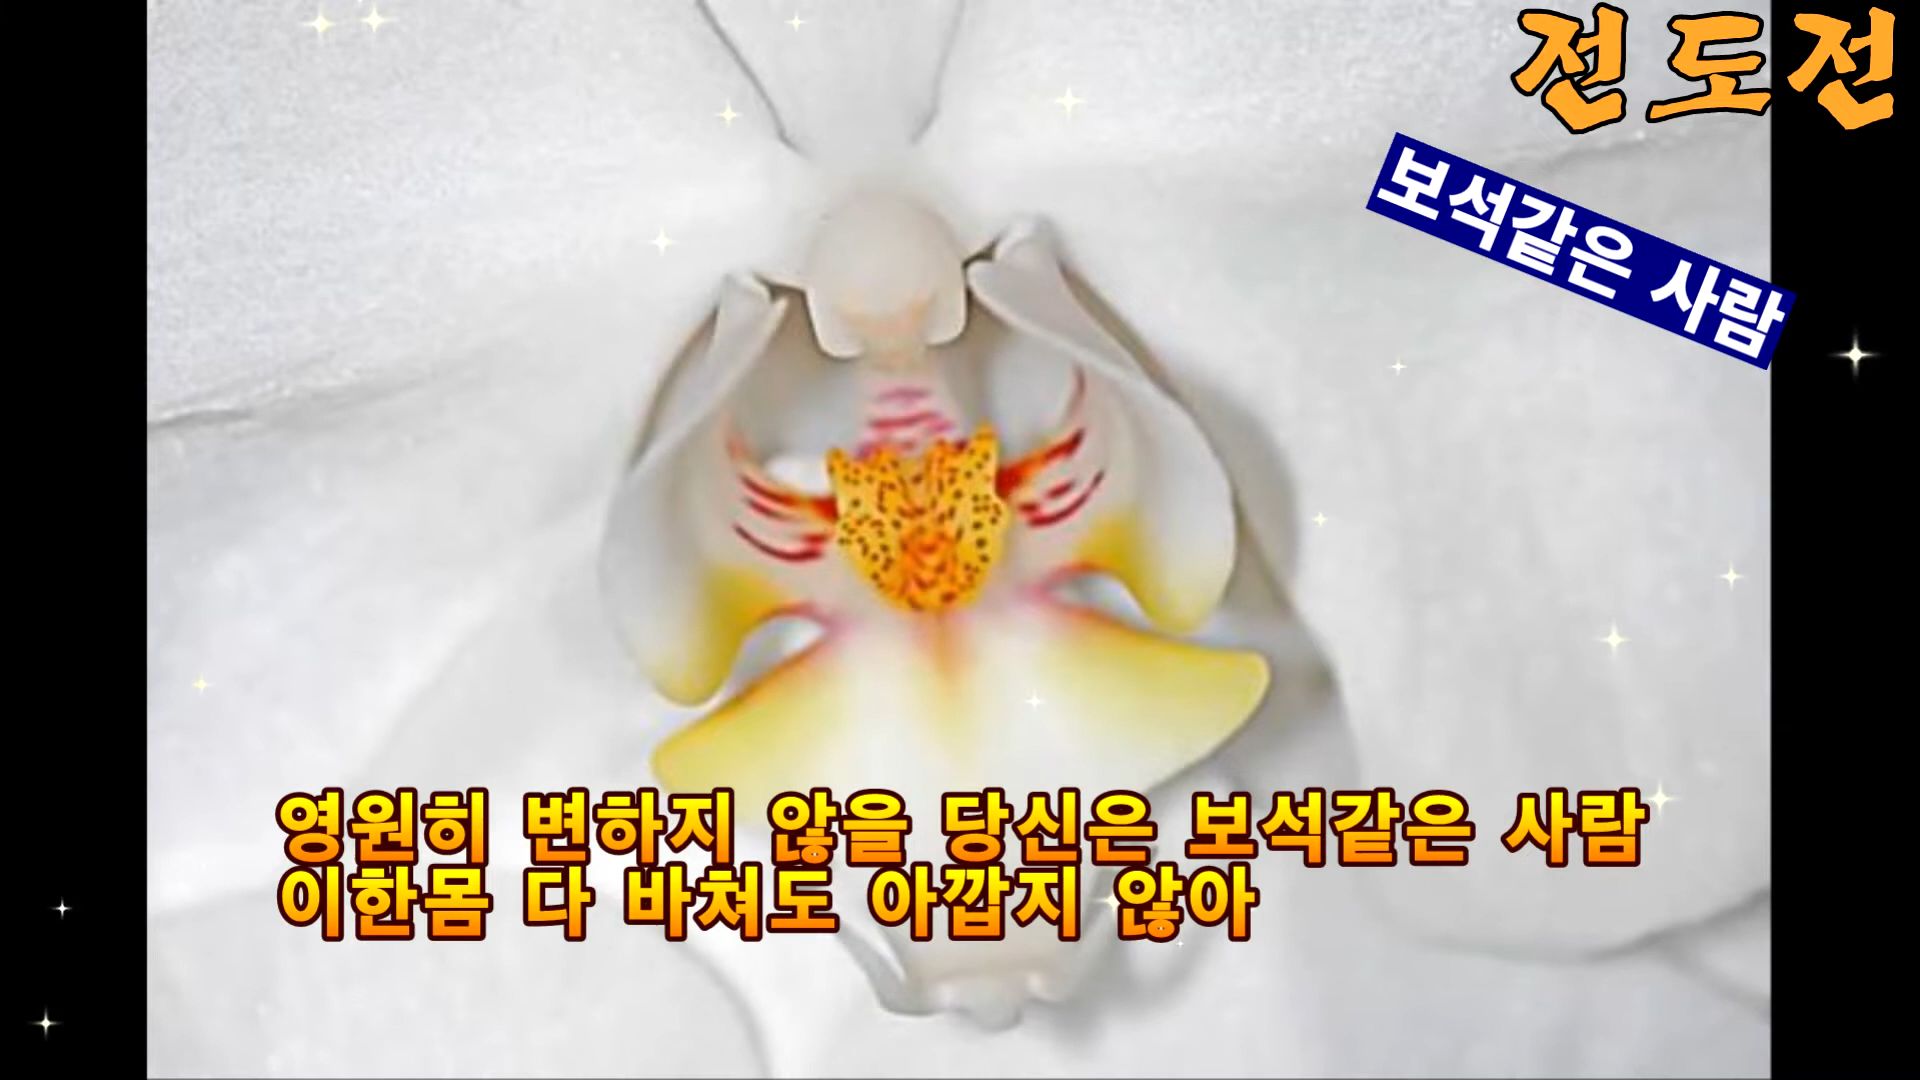 전도전
보석같은 사람
영원히 변하지 않을 당신은 보석같은 사람
이한몸 다 바쳐도 아깝지 않아